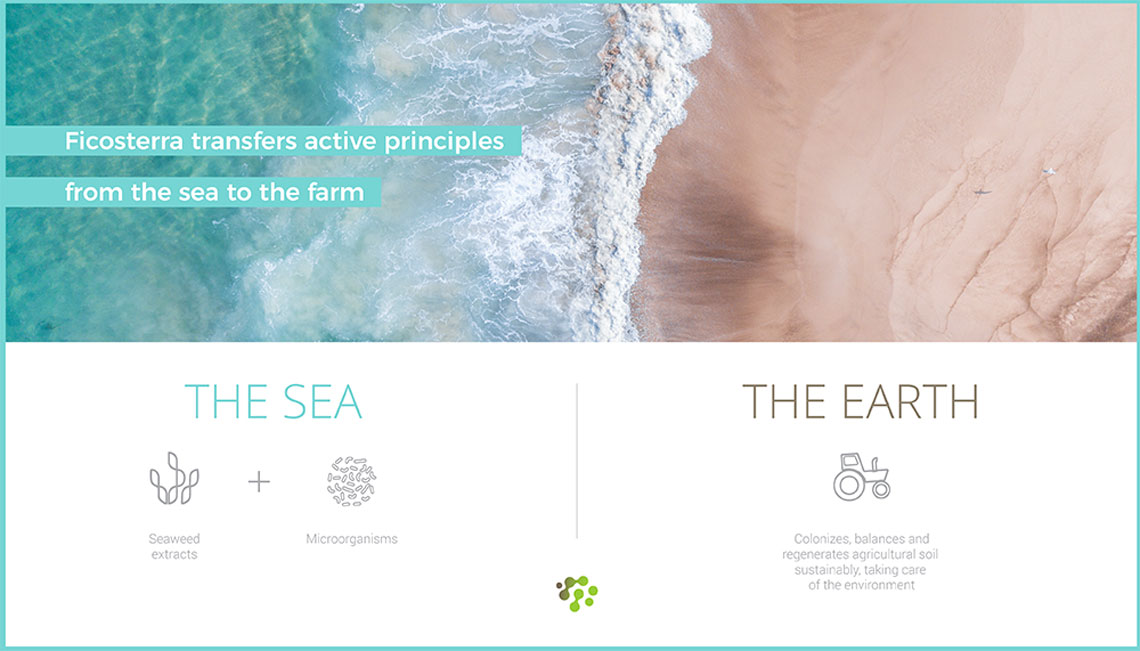 Ficosterra transfers active principles
from the sea to the farm
THE SEA
Seaweed
extracts
+
Microorganisms
THE EARTH
Colonizes, balances and
regenerates agricultural soil
sustainably, taking care
of the environment